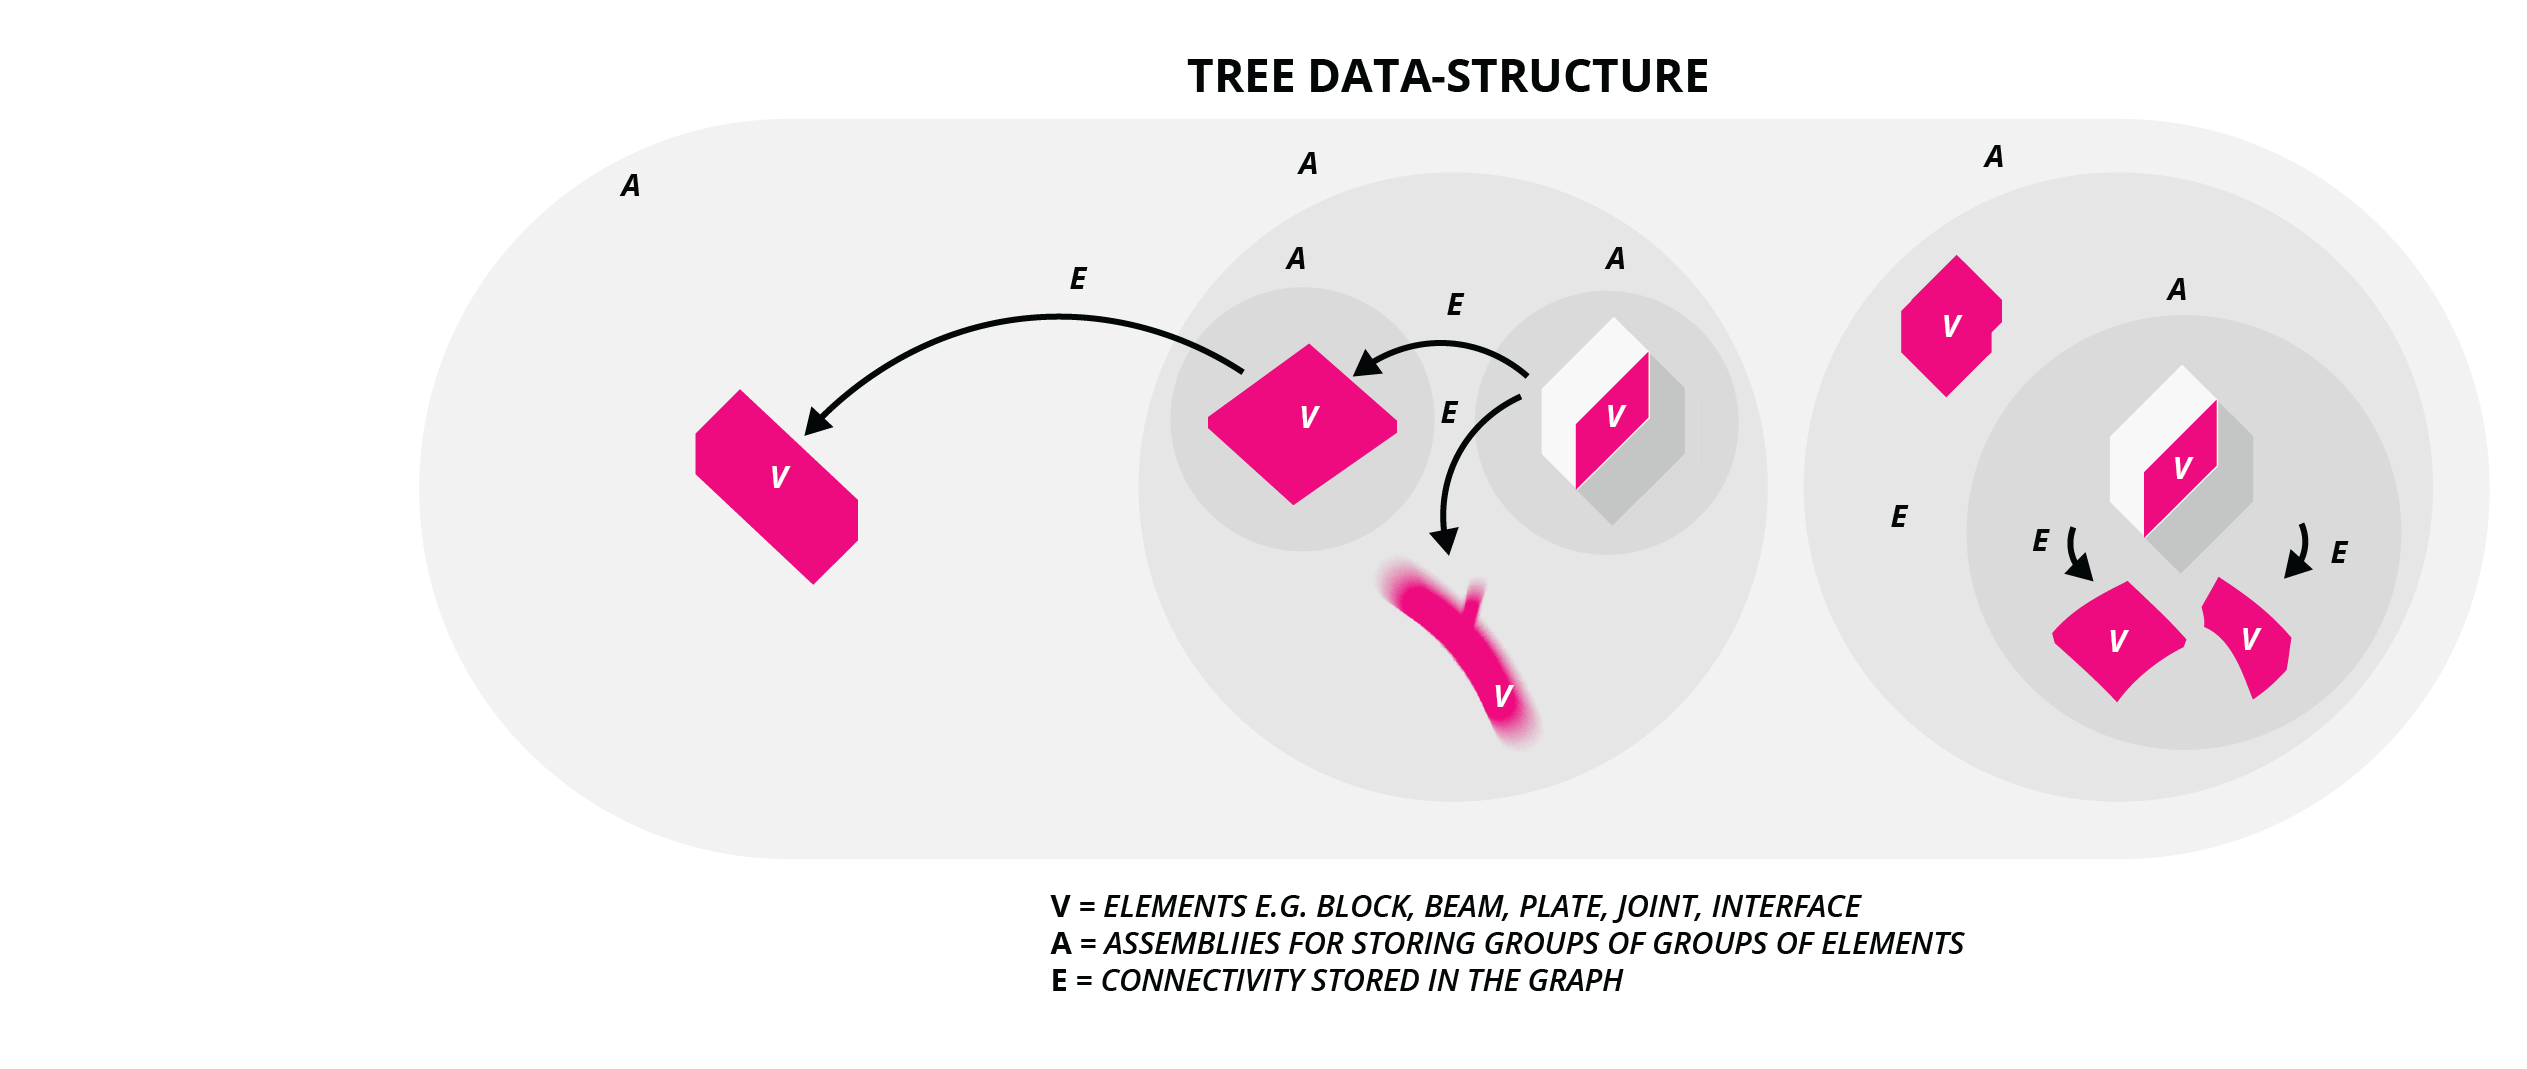 TREE DATA-STRUCTURE
A
A
A
A
A
A
E
E
E
E
E
E
V
V
V
V
V
V
V
V
V = ELEMENTS E.G. BLOCK, BEAM, PLATE, JOINT, INTERFACE
A = ASSEMBLIIES FOR STORING GROUPS OF GROUPS OF ELEMENTS
E = CONNECTIVITY STORED IN THE GRAPH